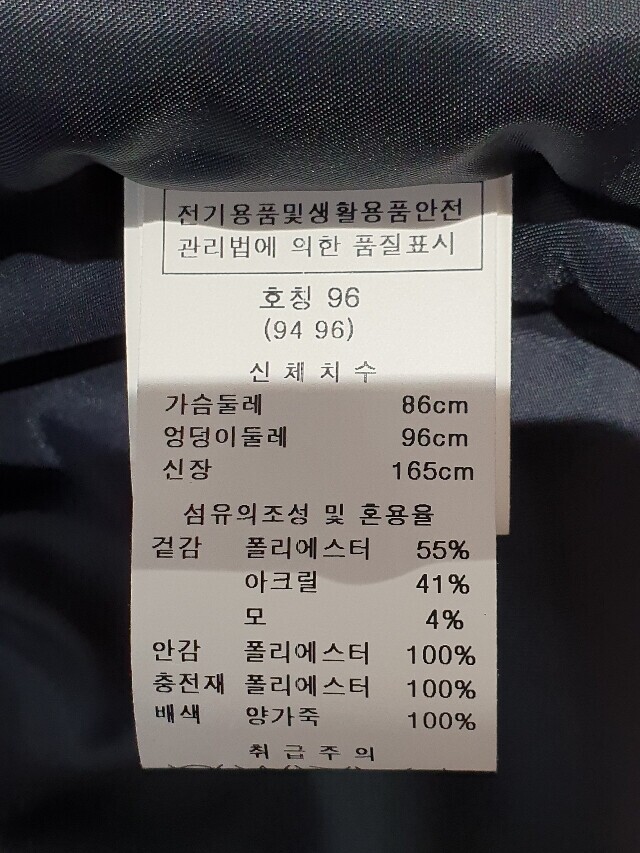 전기용품및생활용품안전
관리법에 의한 품질표시
호칭 96
(94 96)
신 체 치 수
가슴둘레 86cm
엉덩이둘레 96cm
신장 165cm
섬유의조성 및 혼용율
겉감 폴리에스터 55%
아크릴 41%
모 4%
안감 폴리에스터 100%
충전재 폴리에스터 100%
배색 양가죽 100%
취 급 주 의